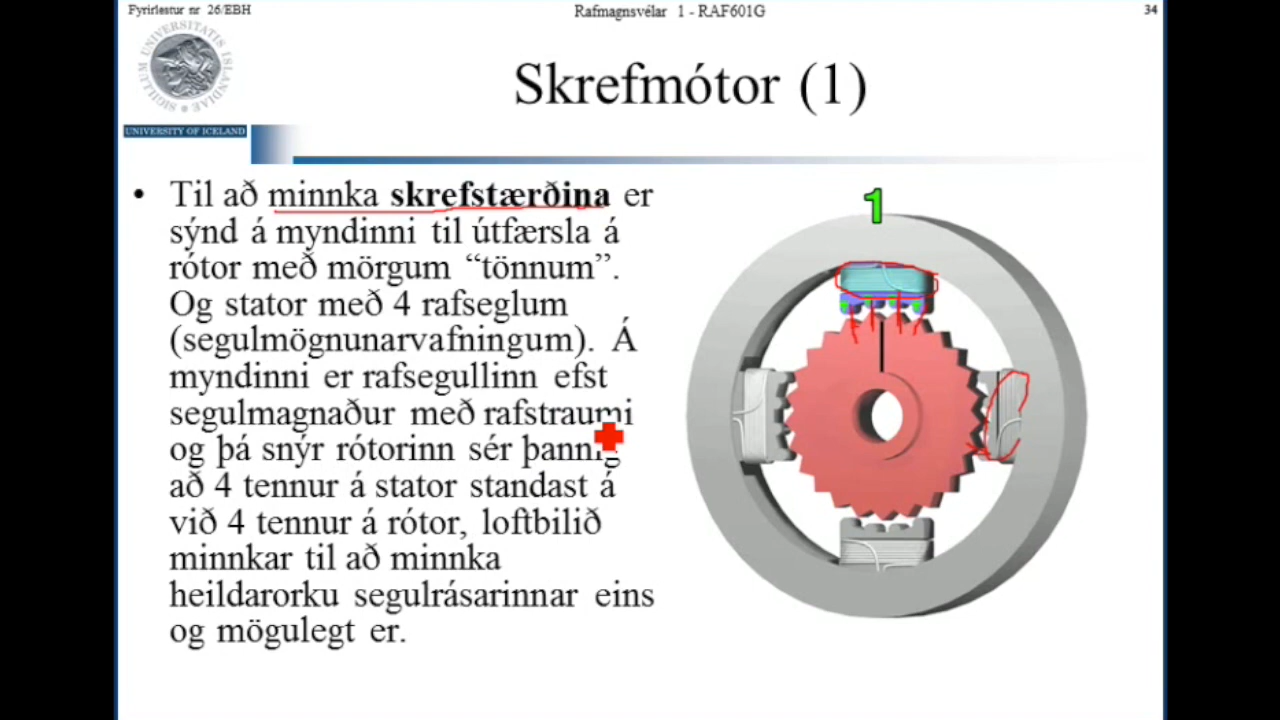 Fyrirlestur nr 26/EBH
Rafmagnsvélar 1 - RAF601G
34
SIGILLUM UNIVERSITATIS ISLANDIAE
UNIVERSITY OF ICELAND
Skrefmótor (1)
• Til að minnka skrefstærðina er
sýnd á myndinni til útfærsla á
rótor með mörgum “tönnum”.
Og stator með 4 rafseglum
(segulmögnunarvafningum). Á
myndinni er rafsegullinn efst
segulmagnaður með rafstraumi
og þá snýr rótorinn sér þannig
að 4 tennur á stator standast á
við 4 tennur á rótor, loftbilið
minnkar til að minnka
heildarorku segulrásarinnar eins
og mögulegt er.
1